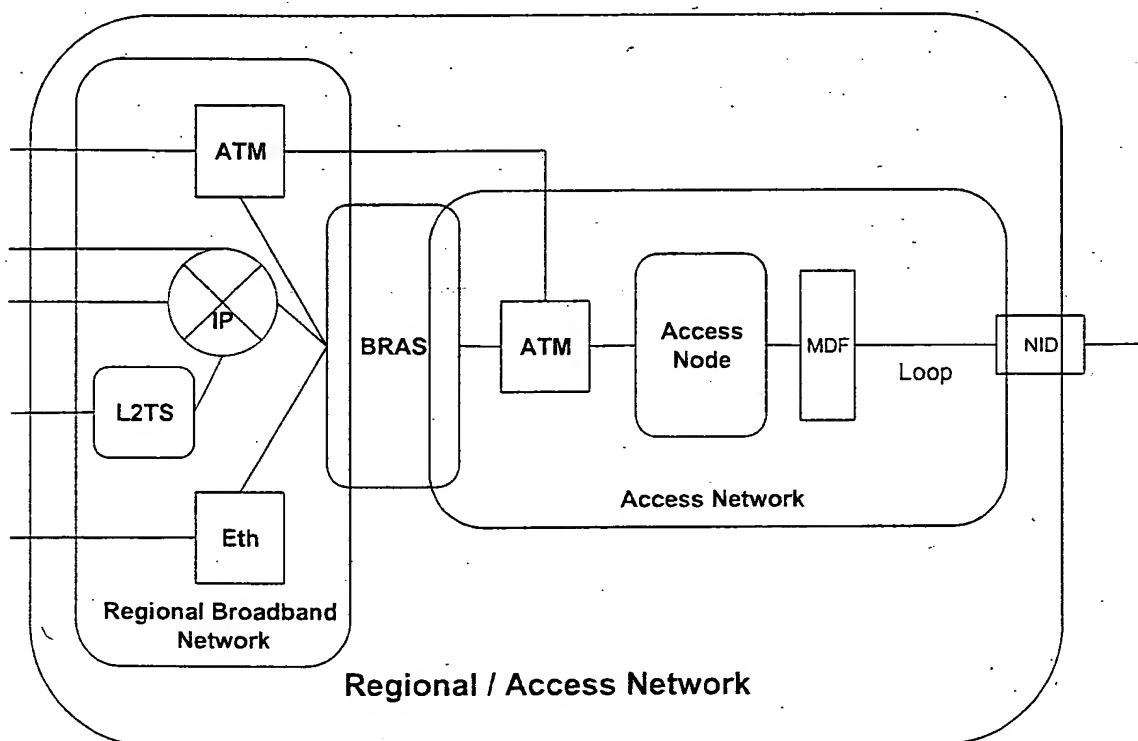 ATM
IP
L2TS
Eth
Regional Broadband
Network
BRAS
ATM
Access
Node
MDF
Loop
NID
Access Network
Regional / Access Network